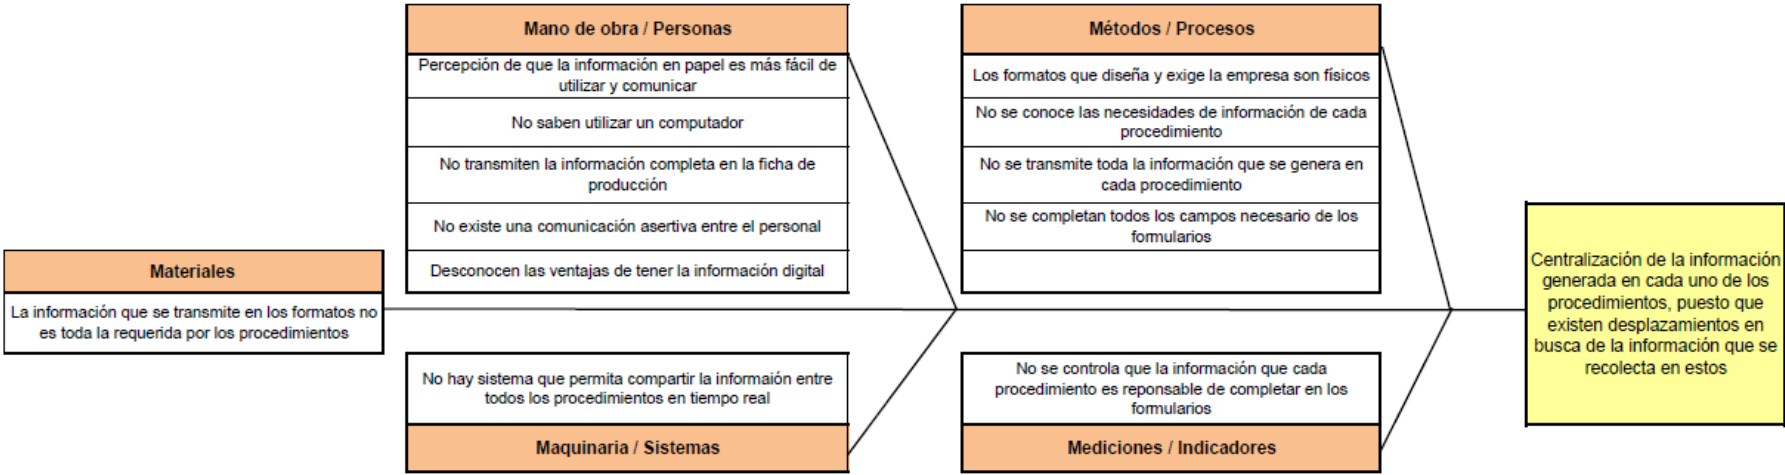 Mano de obra / Personas
Percepción de que la información en papel es más fácil de
utilizar y comunicar
No saben utilizar un computador
No transmiten la información completa en la ficha de
producción
No existe una comunicación asertiva entre el personal
Desconocen las ventajas de tener la información digital
Métodos / Procesos
Los formatos que diseña y exige la empresa son físicos
No se conoce las necesidades de información de cada
procedimiento
No se transmite toda la información que se genera en
cada procedimiento
No se completan todos los campos necesario de los
formularios
Materiales
La información que se transmite en los formatos no
es toda la requerida por los procedimientos
No hay sistema que permita compartir la informaión entre
todos los procedimientos en tiempo real
Maquinaria / Sistemas
No se controla que la información que cada
procedimiento es reponsable de completar en los
formularios
Mediciones / Indicadores
Centralización de la información
generada en cada uno de los
procedimientos, puesto que
existen desplazamientos en
busca de la información que se
recolecta en estos